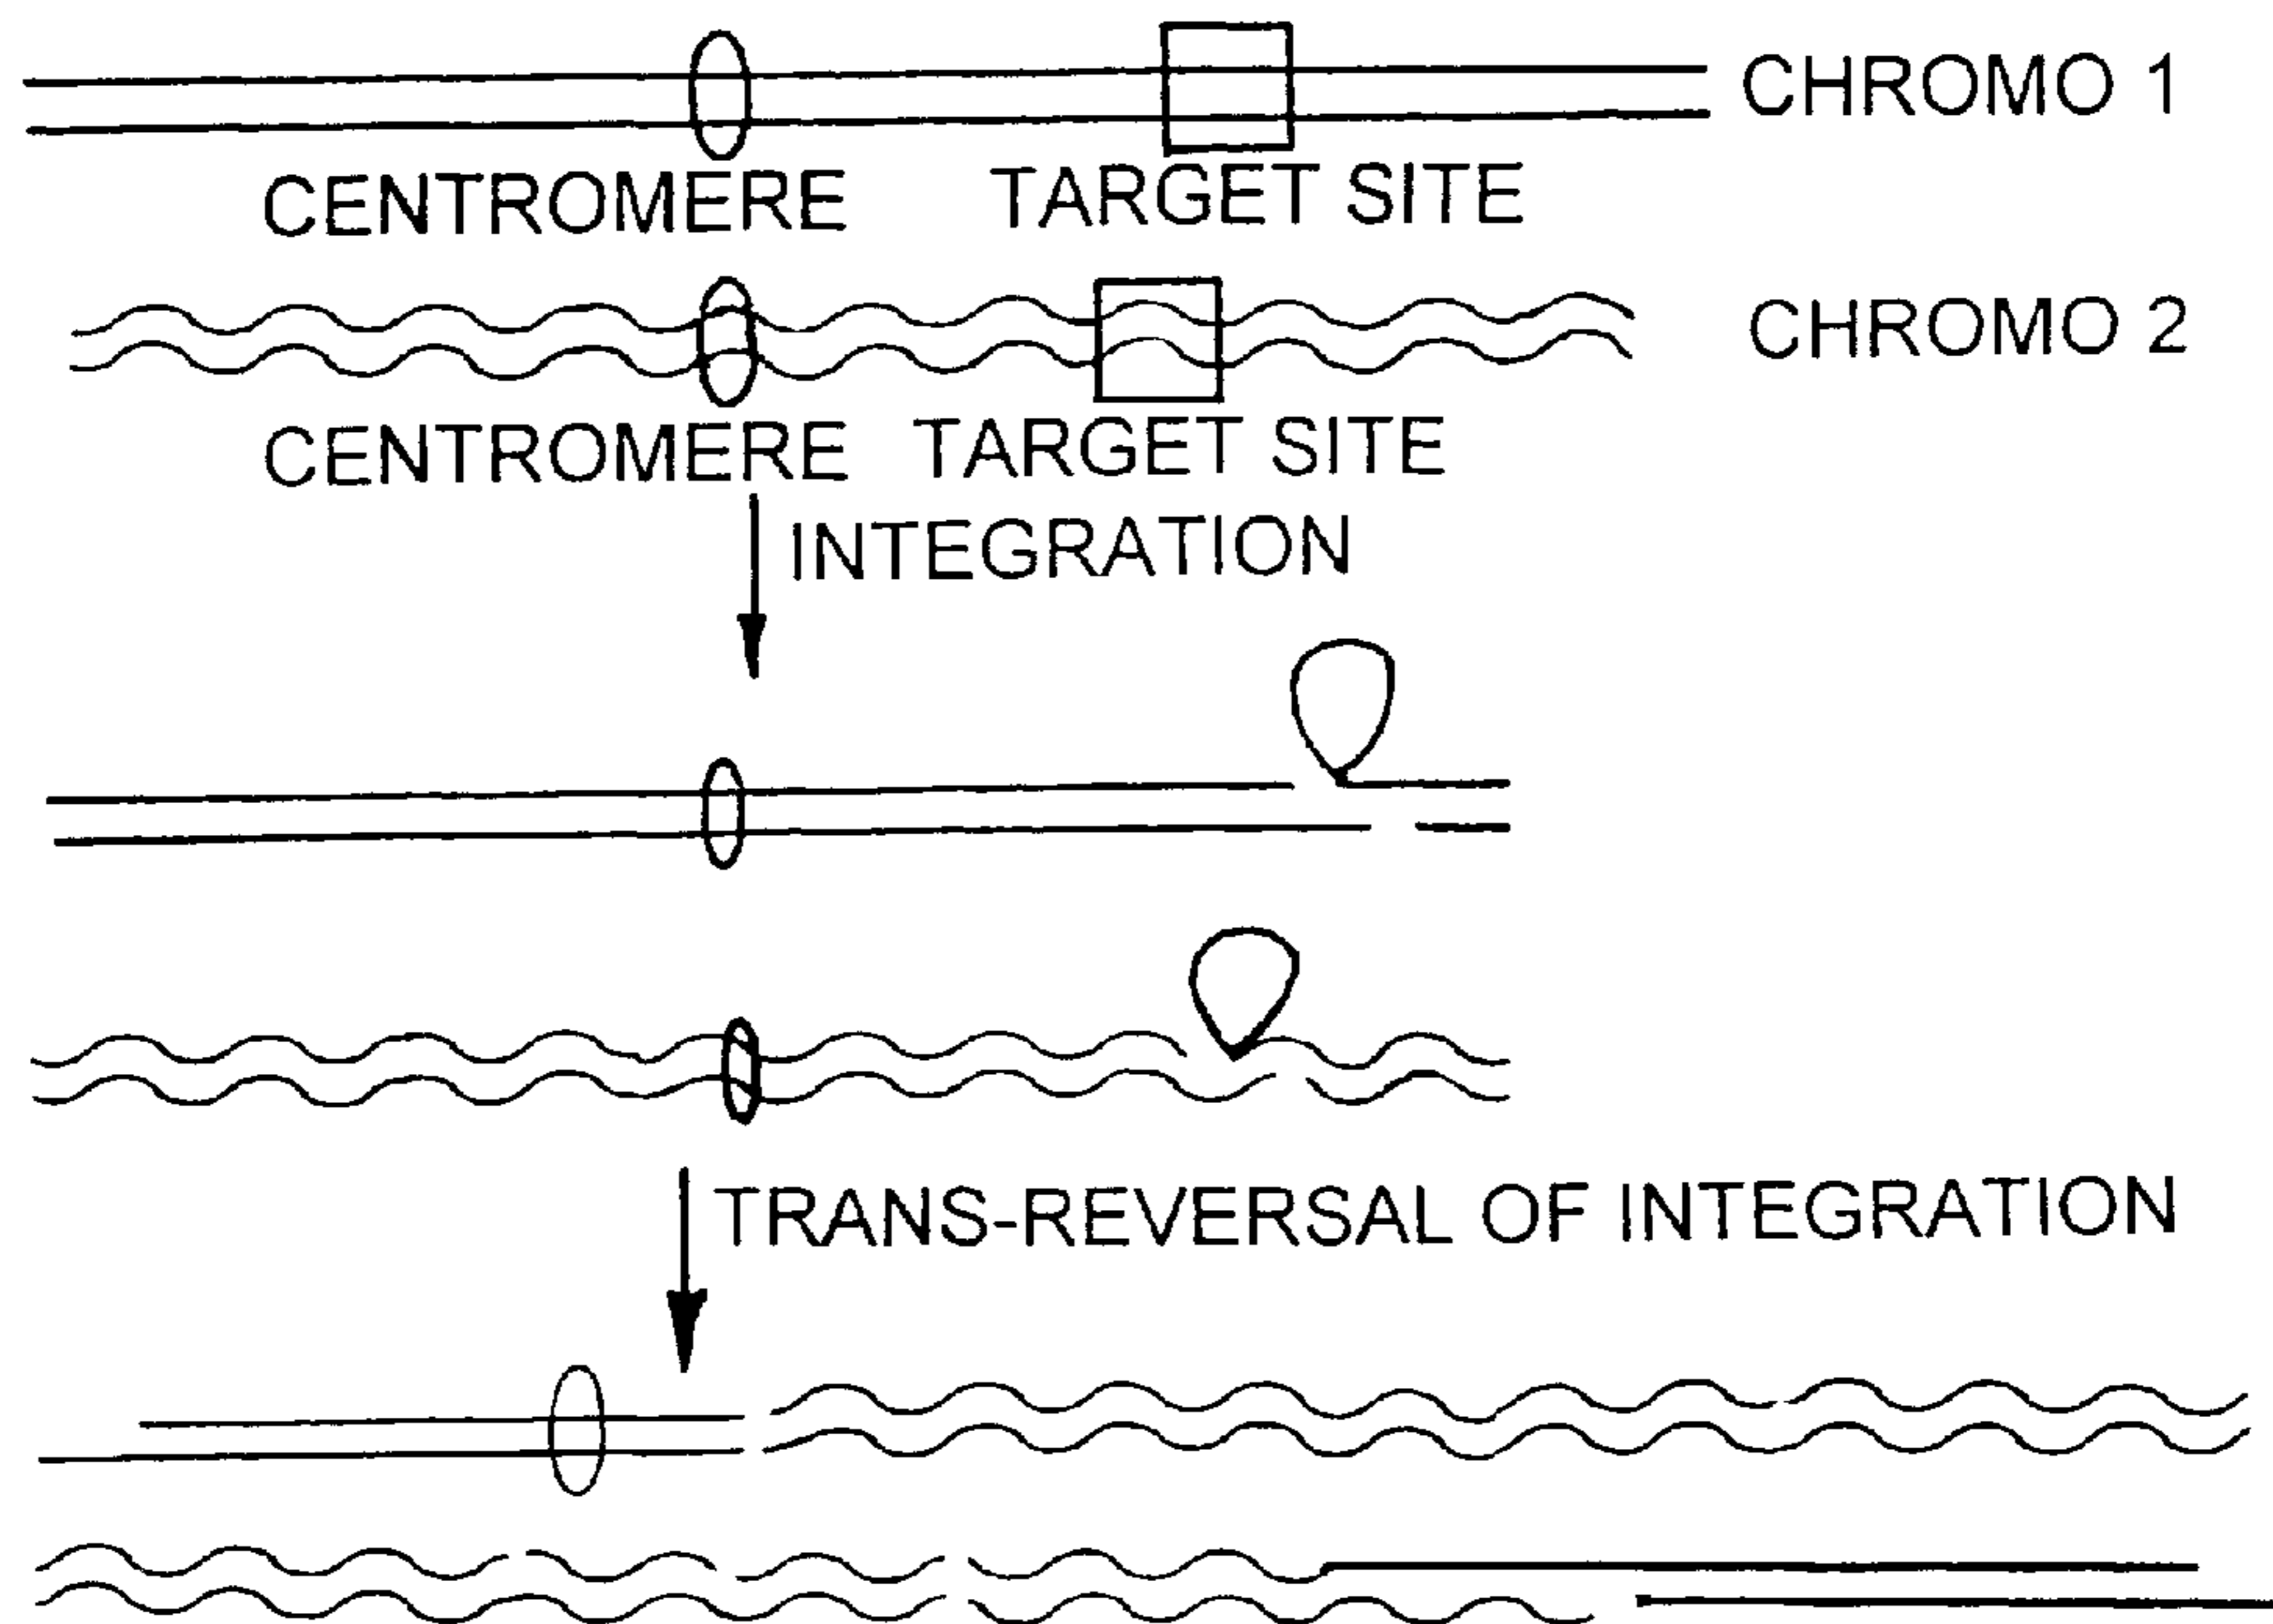 CHROMO 1
CENTROMERE TARGET SITE
CHROMO 2
CENTROMERE TARGET SITE
INTEGRATION
TRANS-REVERSAL OF INTEGRATION